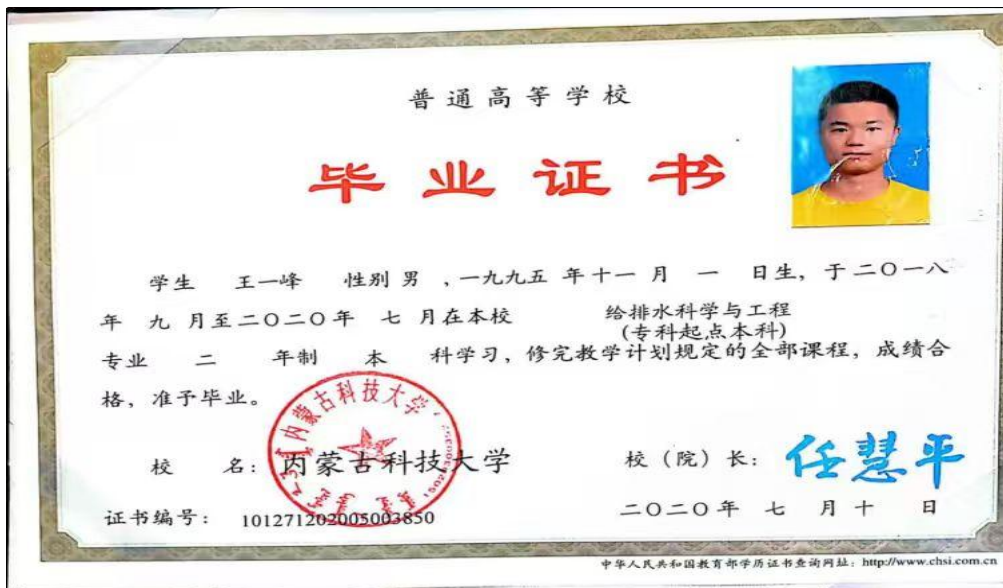 普通高等学校
毕业证书
学生 王一峰 性别 男 ，一九九五 年 十一 月 一 日生，于二〇一八
年 九 月至二〇二〇年 七 月在本校 给排水科学与工程
(专科起点本科)
专业 二 年制 本 科学习，修完教学计划规定的全部课程，成绩合
格，准予毕业。
内蒙古科技大学
校 名： 内蒙古科技大学 校（院）长： 任慧平
证书编号： 101271202005003850 二〇二〇年 七 月 十 日
中华人民共和国教育部学历证书查询网址：http://www.chsi.com.cn